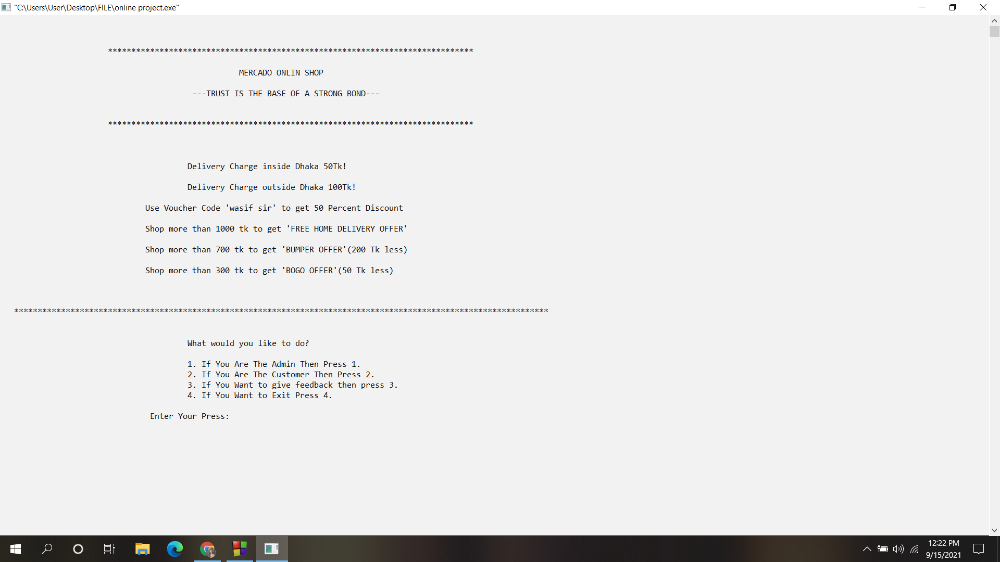 "C:\Users\User\Desktop\FILE\online project.exe"
******************************************************************************
MERCADO ONLIN SHOP
---TRUST IS THE BASE OF A STRONG BOND---
******************************************************************************
Delivery Charge inside Dhaka 50Tk!
Delivery Charge outside Dhaka 100Tk!
Use Voucher Code 'wasif sir' to get 50 Percent Discount
Shop more than 1000 tk to get 'FREE HOME DELIVERY OFFER'
Shop more than 700 tk to get 'BUMPER OFFER'(200 Tk less)
Shop more than 300 tk to get 'BOGO OFFER'(50 Tk less)
******************************************************************************************************************
What would you like to do?
1. If You Are The Admin Then Press 1.
2. If You Are The Customer Then Press 2.
3. If You Want to give feedback then press 3.
4. If You Want to Exit Press 4.
Enter Your Press:
12:22 PM
9/15/2021